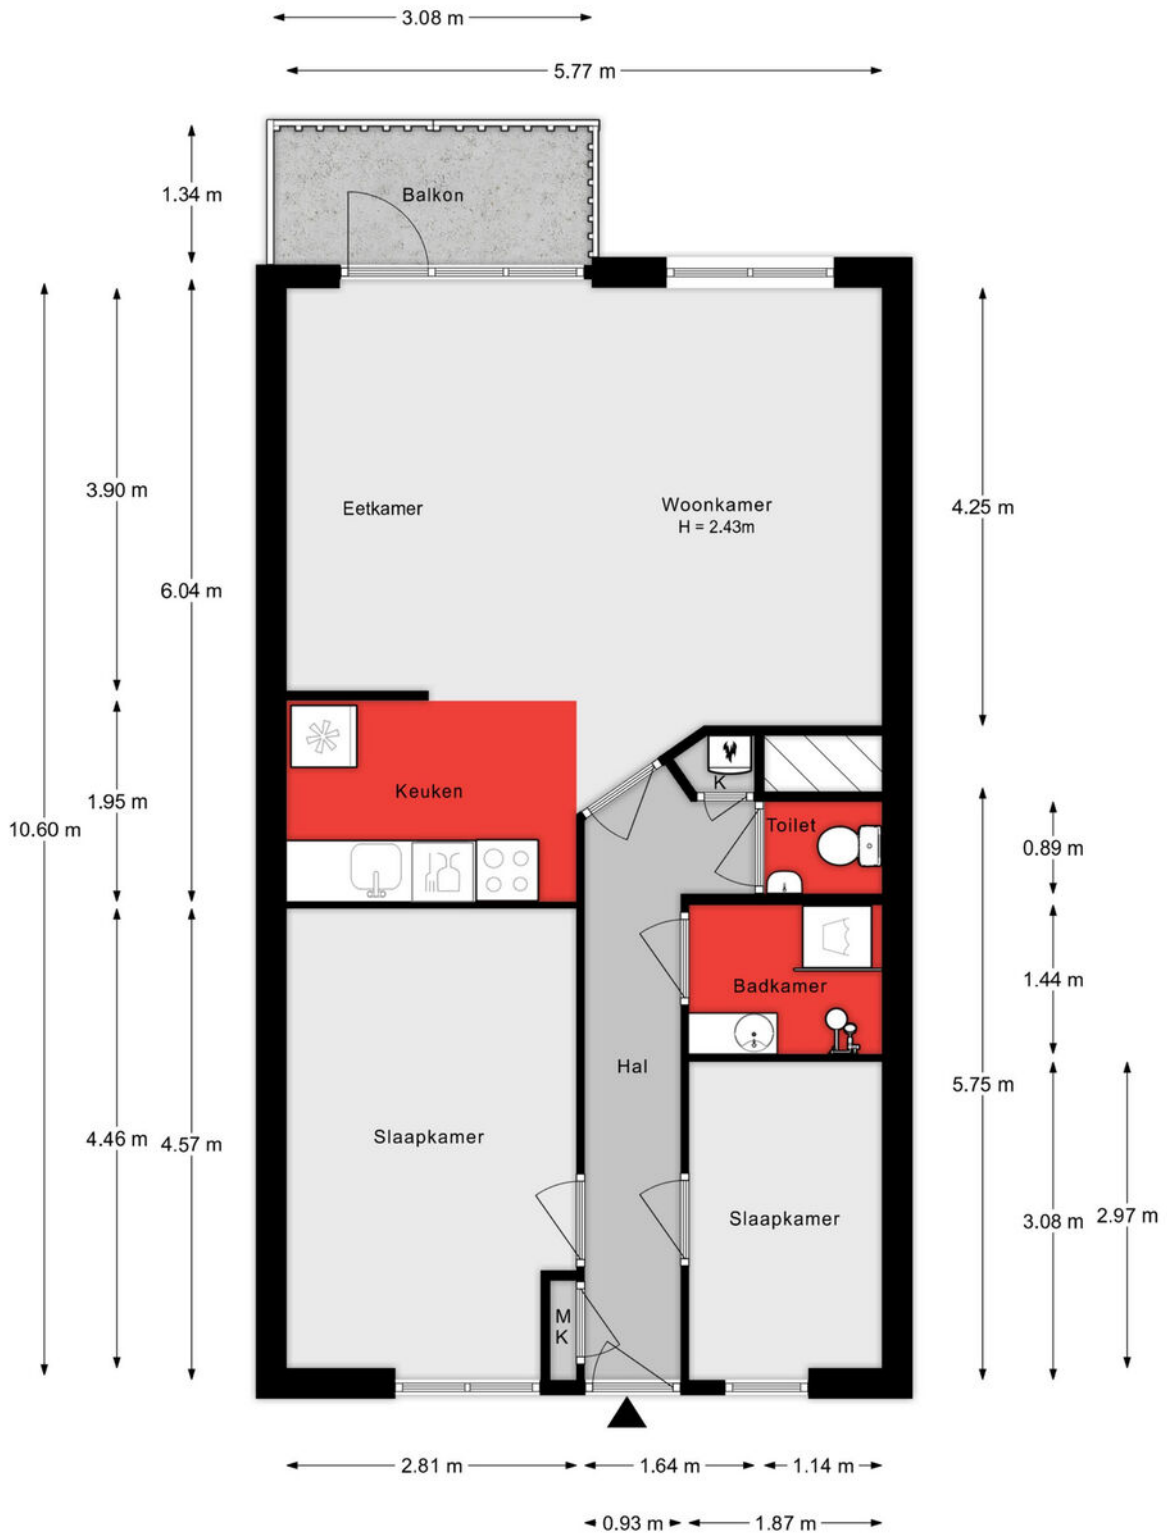 3.08 m
5.77 m
1.34 m
Balkon
3.90 m
Eetkamer
Woonkamer
H = 2.43m
4.25 m
6.04 m
K
1.95 m
Keuken
10.60 m
Toilet
0.89 m
Badkamer
1.44 m
Hal
5.75 m
4.46 m
4.57 m
Slaapkamer
Slaapkamer
3.08 m
2.97 m
M
K
2.81 m
1.64 m
1.14 m
0.93 m
1.87 m